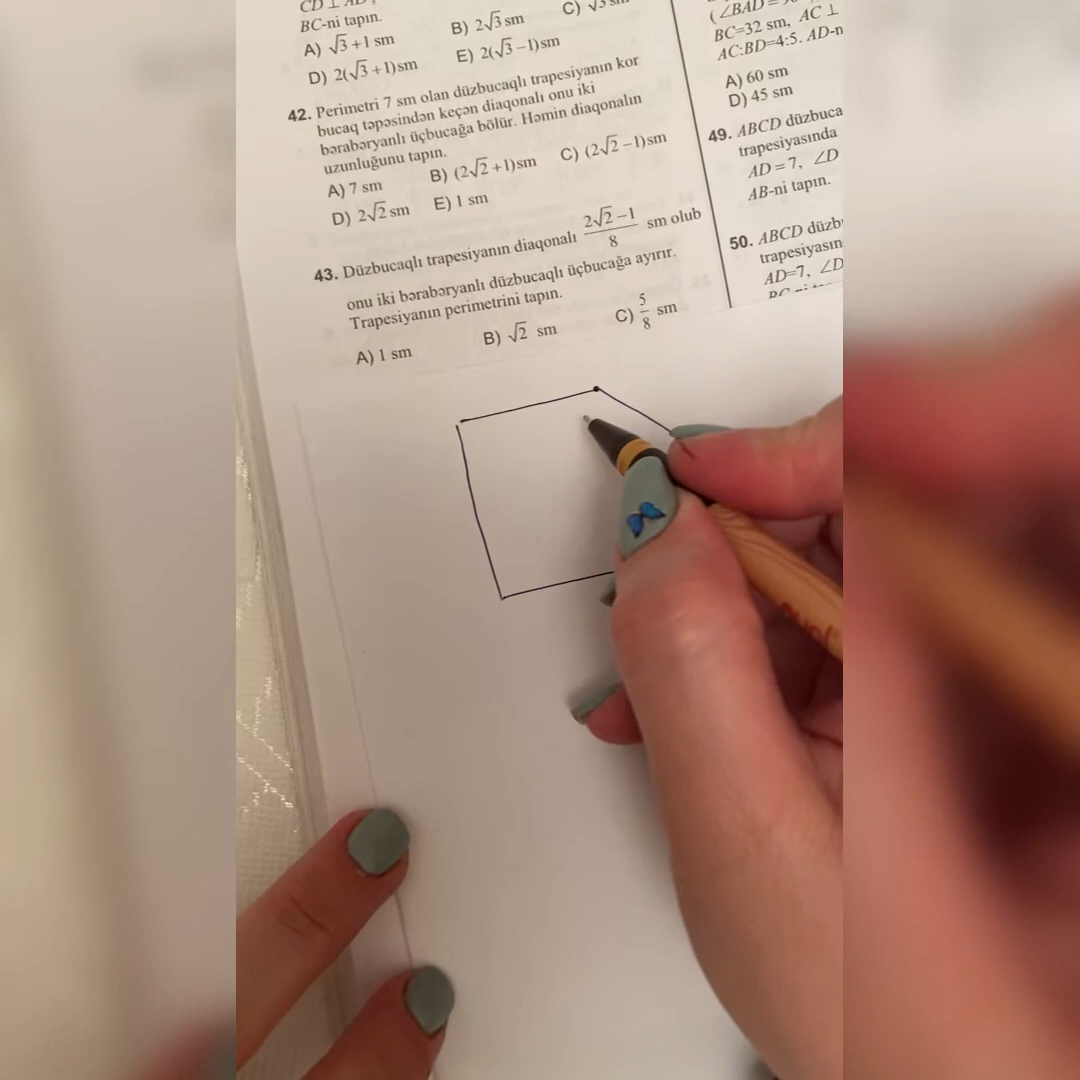 CD ⊥ AD,
BC-ni tapın.
A) √3 + 1 sm
B) 2√3 sm
C) √3 sm
D) 2(√3 + 1) sm
E) 2(√3 − 1) sm
42. Perimetri 7 sm olan düzbucaqlı trapesiyanın kor
bucaq təpəsindən keçən diaqonalı onu iki
bərabəryanlı üçbucağa bölür. Həmin diaqonalın
uzunluğunu tapın.
A) 7 sm
B) (2√2 + 1) sm
C) (2√2 − 1) sm
D) 2√2 sm
E) 1 sm
43. Düzbucaqlı trapesiyanın diaqonalı (2√2 − 1)/8 sm olub
onu iki bərabəryanlı düzbucaqlı üçbucağa ayırır.
Trapesiyanın perimetrini tapın.
A) 1 sm
B) √2 sm
C) 5/8 sm
(∠BAD =
BC=32 sm, AC ⊥
AC:BD=4:5. AD-n
A) 60 sm
D) 45 sm
49. ABCD düzbuca
trapesiyasında
AD = 7, ∠D
AB-ni tapın.
50. ABCD düzb
trapesiyasın
AD=7, ∠D